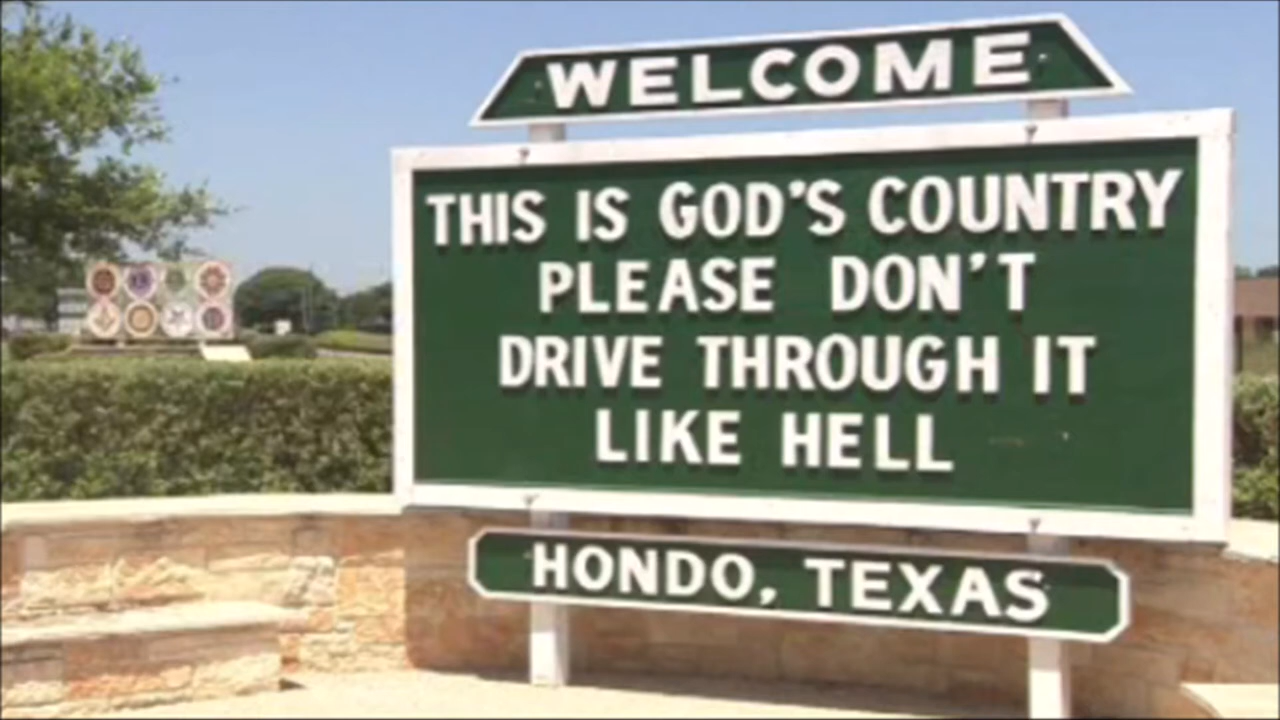 WELCOME
THIS IS GOD'S COUNTRY
PLEASE DON'T
DRIVE THROUGH IT
LIKE HELL
HONDO, TEXAS